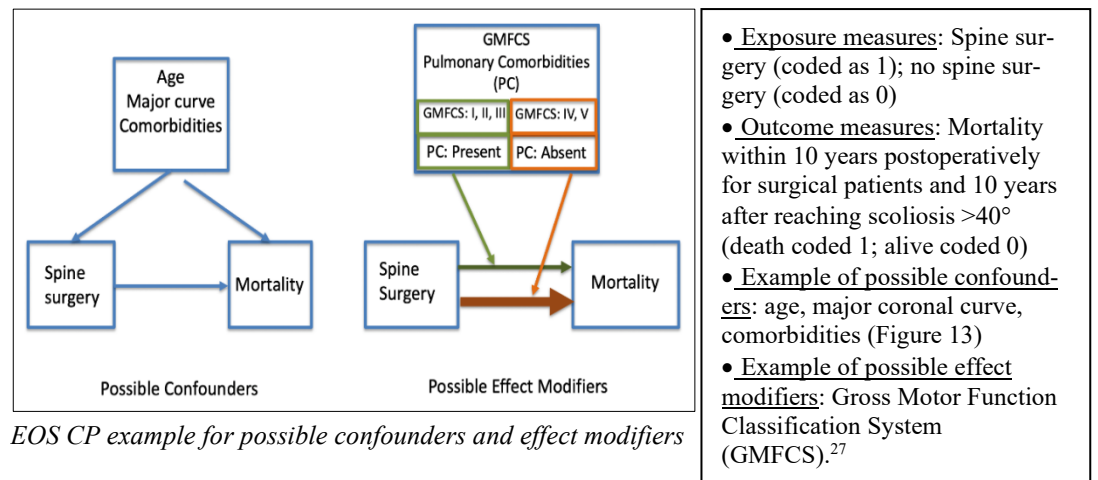 Age
Major curve
Comorbidities
Spine
surgery
Mortality
Possible Confounders
GMFCS
Pulmonary Comorbidities
(PC)
GMFCS: I, II, III
GMFCS: IV, V
PC: Present
PC: Absent
Spine
Surgery
Mortality
Possible Effect Modifiers
EOS CP example for possible confounders and effect modifiers
• Exposure measures: Spine sur-
gery (coded as 1); no spine sur-
gery (coded as 0)
• Outcome measures: Mortality
within 10 years postoperatively
for surgical patients and 10 years
after reaching scoliosis >40°
(death coded 1; alive coded 0)
• Example of possible confound-
ers: age, major coronal curve,
comorbidities (Figure 13)
• Example of possible effect
modifiers: Gross Motor Function
Classification System
(GMFCS).27